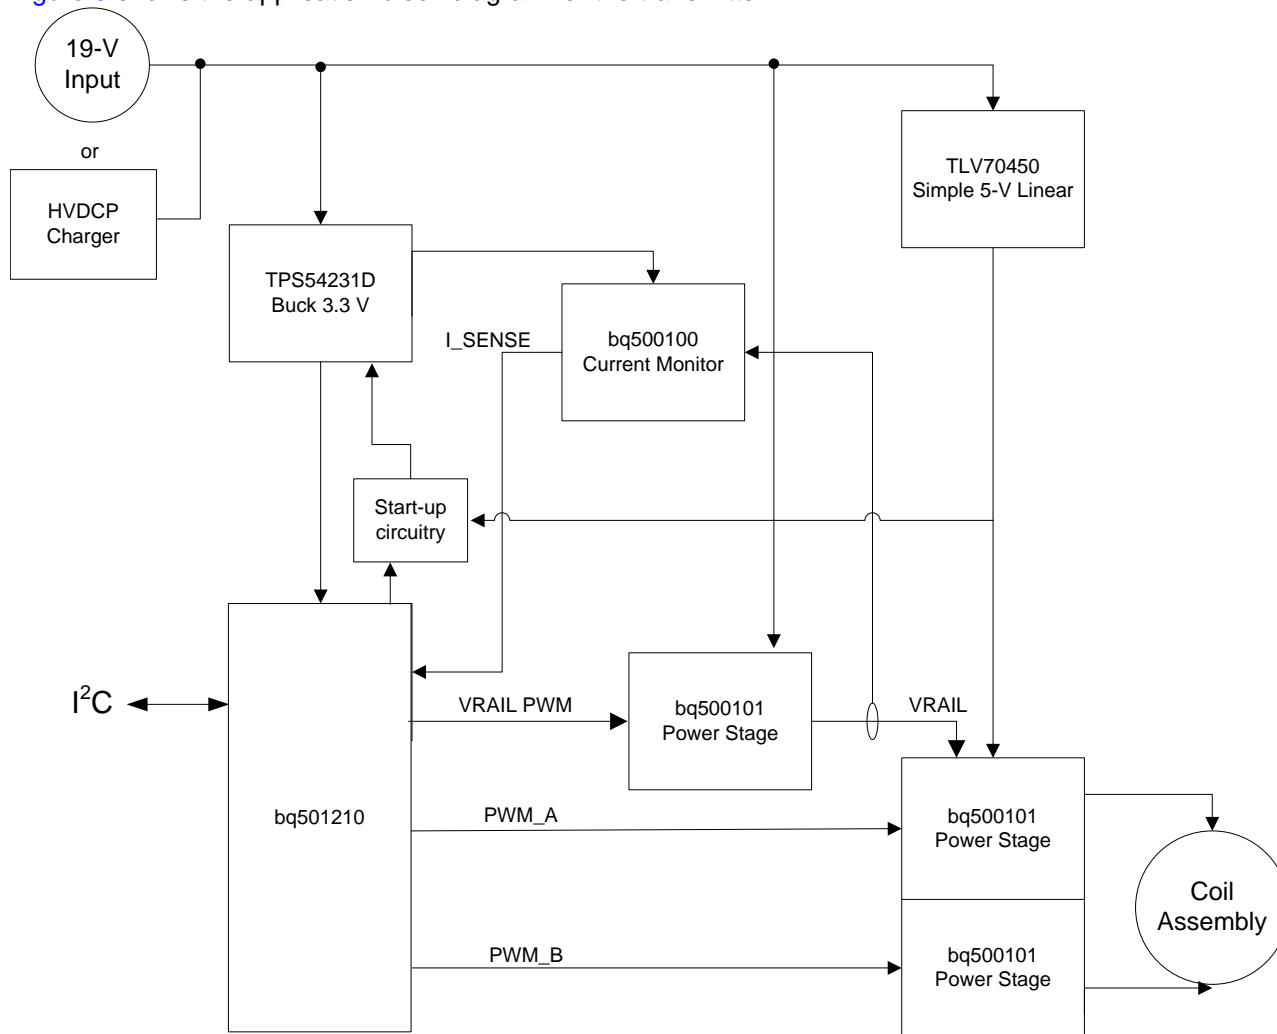 19-V
Input
or
HVDCP
Charger
TLV70450
Simple 5-V Linear
TPS54231D
Buck 3.3 V
bq500100
Current Monitor
I_SENSE
Start-up
circuitry
I²C
VRAIL PWM
bq500101
Power Stage
VRAIL
bq501210
PWM_A
bq500101
Power Stage
Coil
Assembly
PWM_B
bq500101
Power Stage